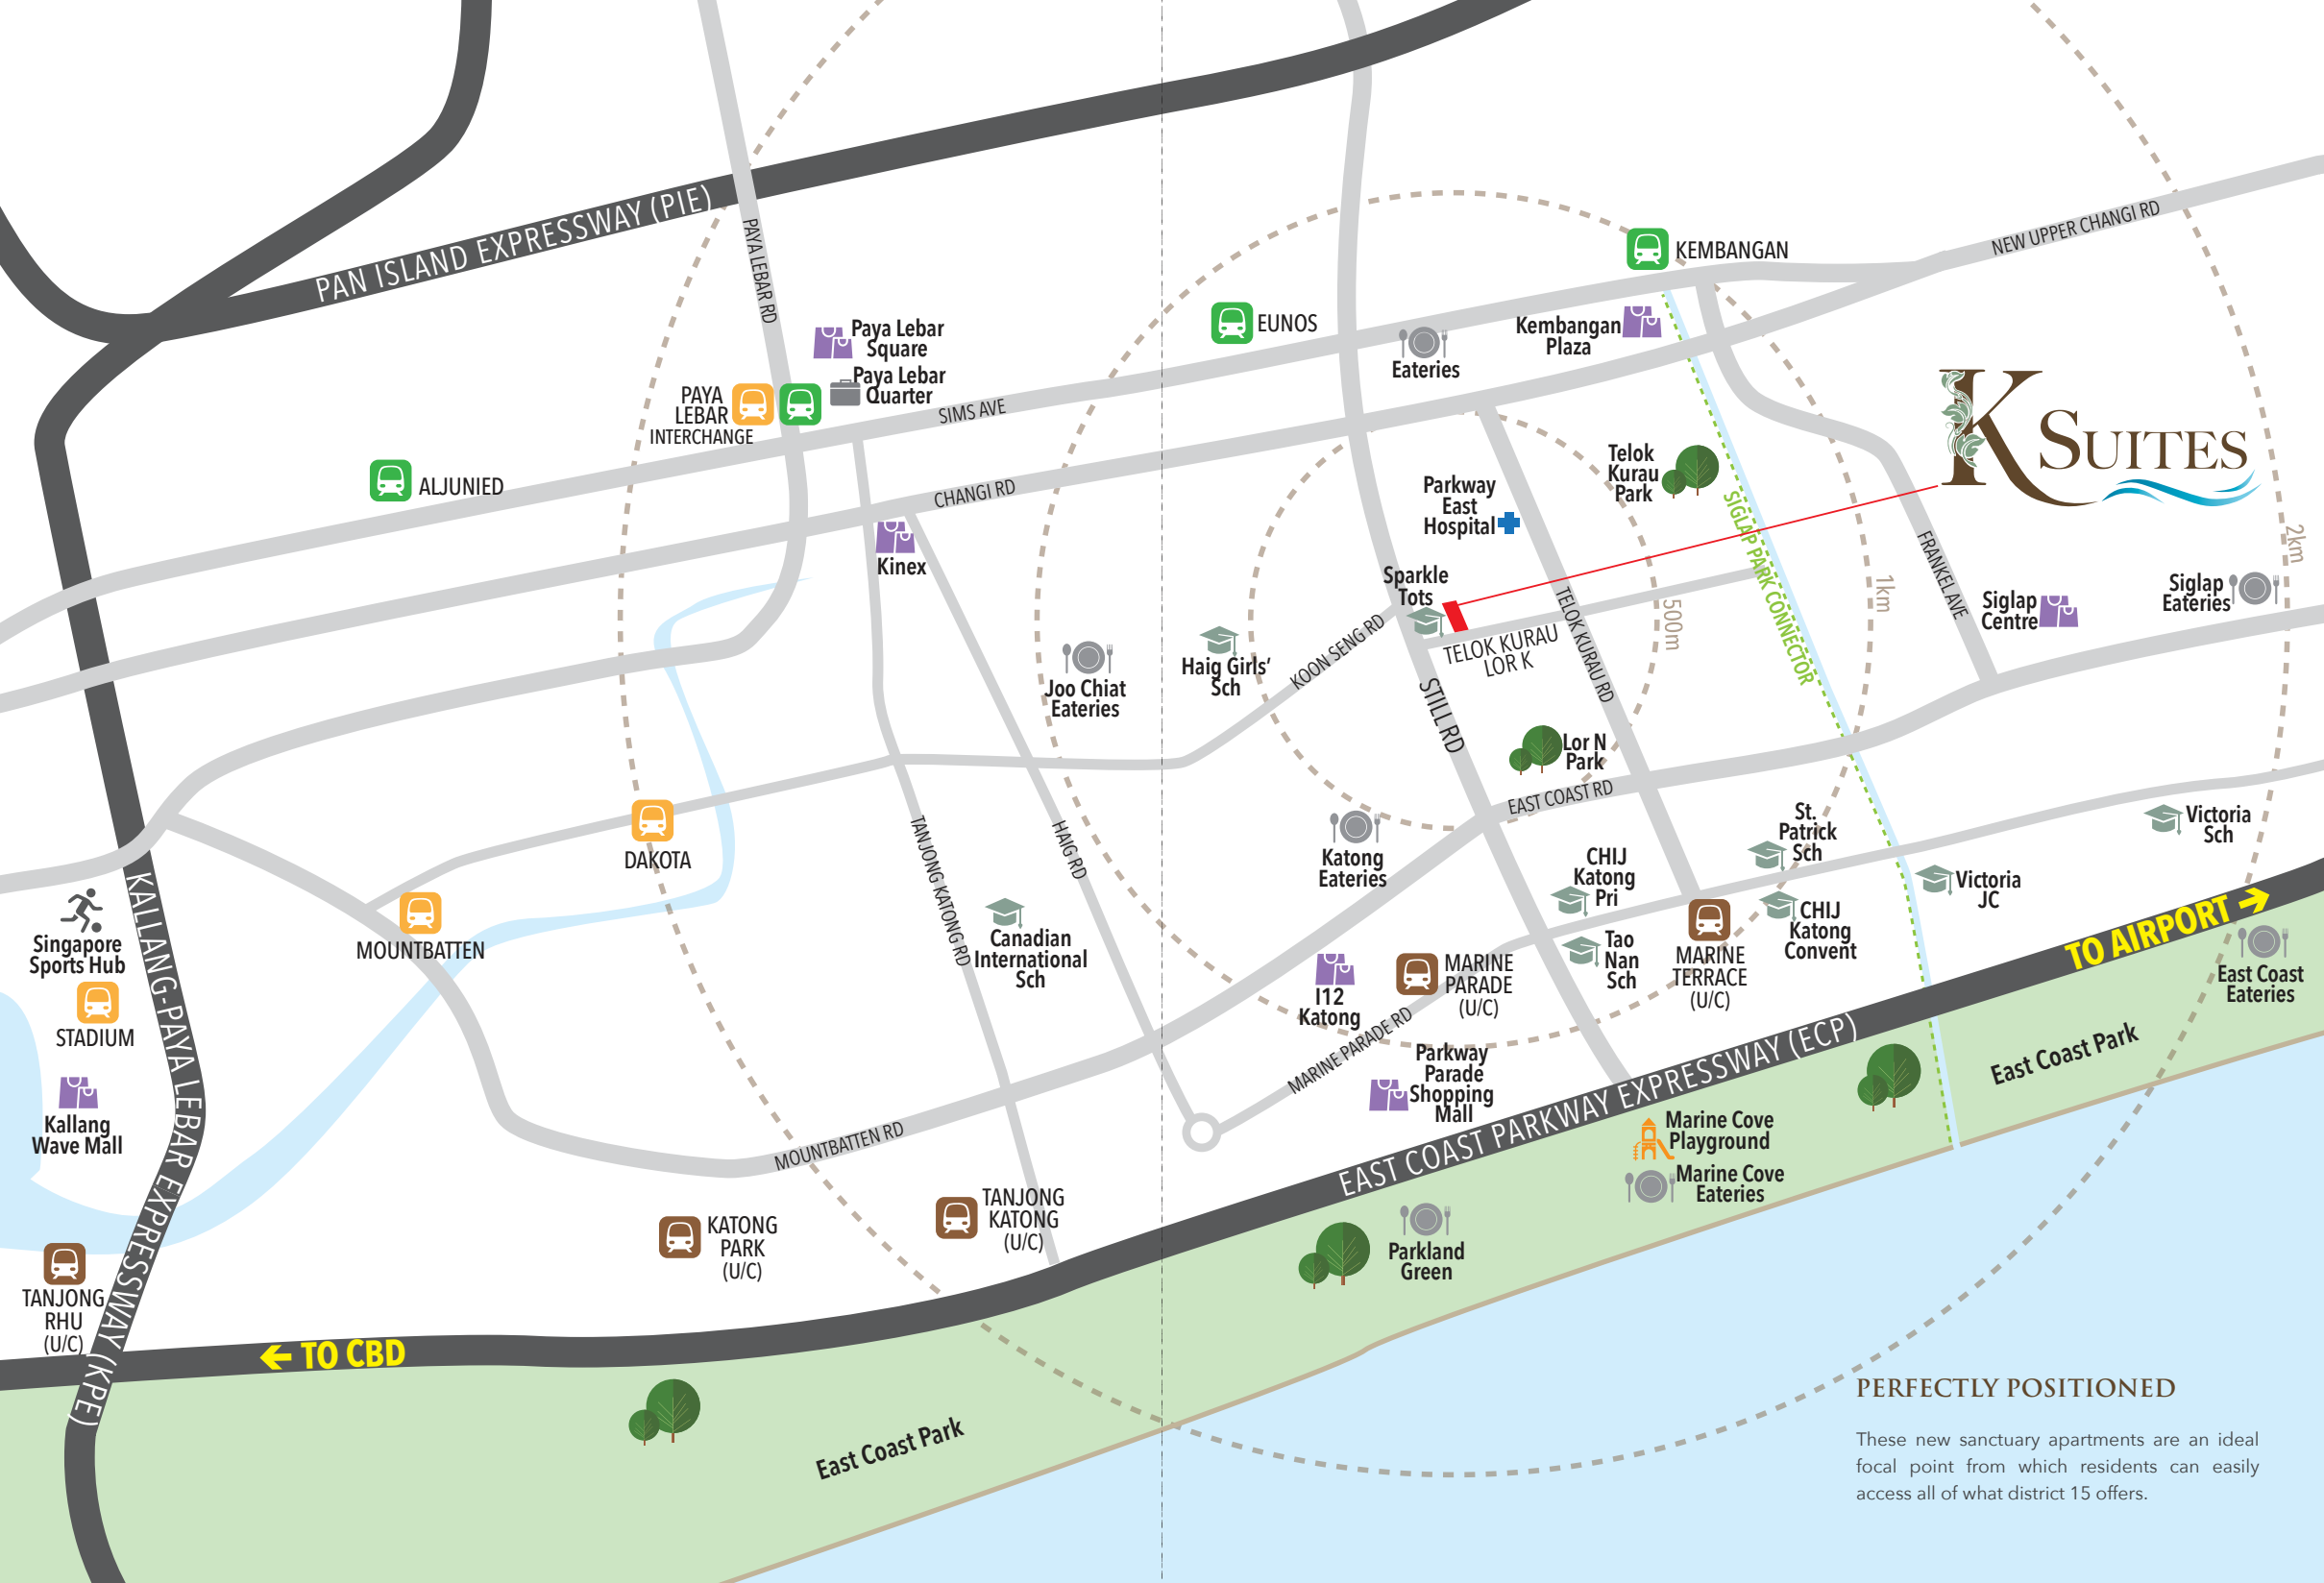 PAN ISLAND EXPRESSWAY (PIE)
PAYA LEBAR RD
KEMBANGAN
NEW UPPER CHANGI RD
EUNOS
Kembangan
Plaza
Eateries
Paya Lebar
Square
Paya Lebar
Quarter
PAYA
LEBAR
INTERCHANGE
SIMS AVE
ALJUNIED
CHANGI RD
Kinex
K SUITES
Telok
Kurau
Park
Parkway
East
Hospital
SIGLAP PARK CONNECTOR
FRANKEL AVE
2km
1km
500m
Siglap
Eateries
Siglap
Centre
Sparkle
Tots
TELOK KURAU
LOR K
TELOK KURAU RD
KOON SENG RD
Haig Girls'
Sch
Joo Chiat
Eateries
STILL RD
Lor N
Park
EAST COAST RD
Katong
Eateries
DAKOTA
MOUNTBATTEN
TANJONG KATONG RD
HAIG RD
Canadian
International
Sch
KALLANG-PAYA LEBAR EXPRESSWAY (KPE)
Singapore
Sports Hub
STADIUM
Kallang
Wave Mall
TANJONG
RHU
(U/C)
St.
Patrick
Sch
Victoria
Sch
CHIJ
Katong
Pri
Victoria
JC
CHIJ
Katong
Convent
Tao
Nan
Sch
MARINE
TERRACE
(U/C)
MARINE
PARADE
(U/C)
I12
Katong
MARINE PARADE RD
Parkway
Parade
Shopping
Mall
TO AIRPORT
East Coast
Eateries
East Coast Park
EAST COAST PARKWAY EXPRESSWAY (ECP)
Marine Cove
Playground
Marine Cove
Eateries
Parkland
Green
MOUNTBATTEN RD
KATONG
PARK
(U/C)
TANJONG
KATONG
(U/C)
TO CBD
East Coast Park
PERFECTLY POSITIONED
These new sanctuary apartments are an ideal
focal point from which residents can easily
access all of what district 15 offers.